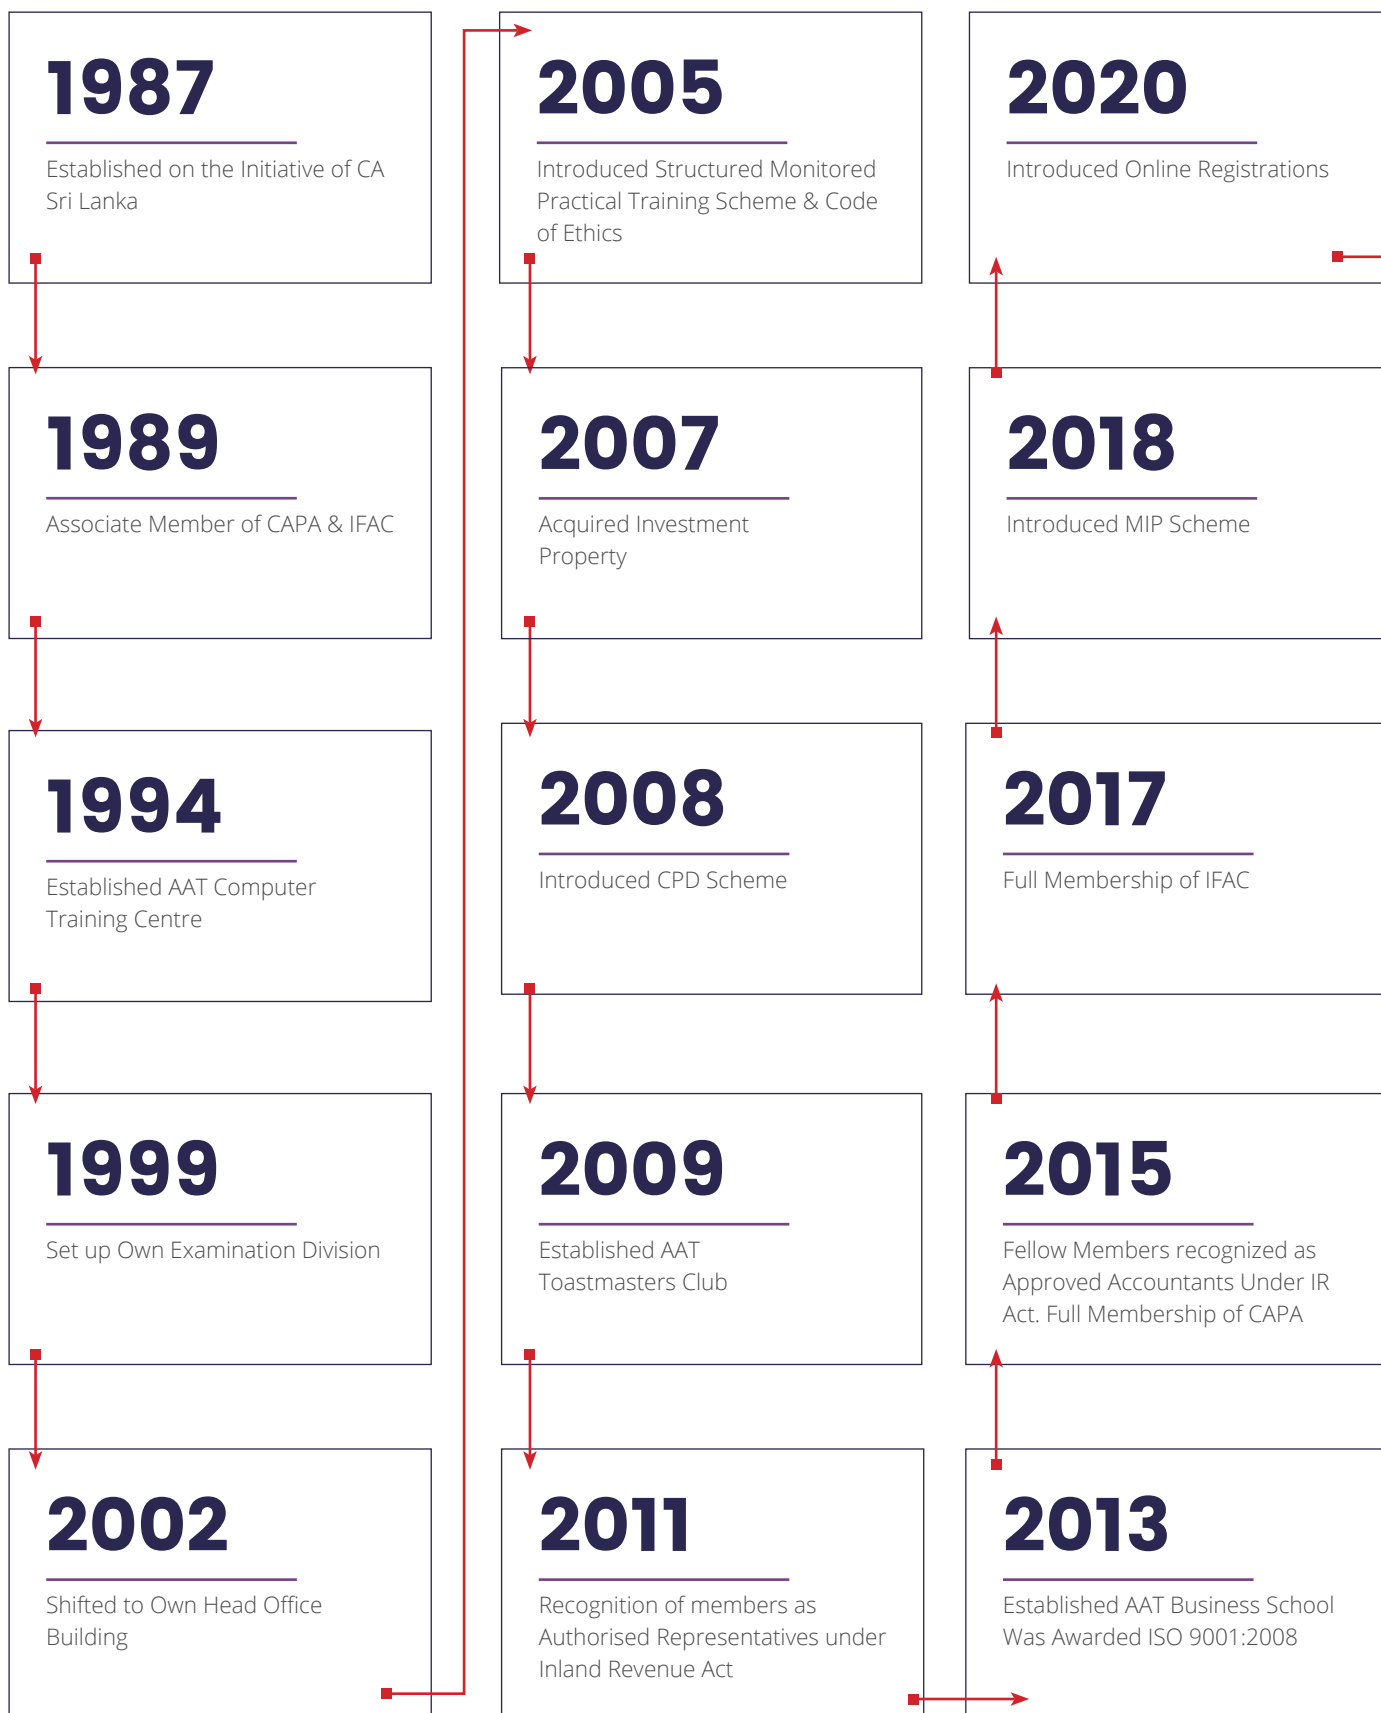 1987
Established on the Initiative of CA
Sri Lanka
1989
Associate Member of CAPA & IFAC
1994
Established AAT Computer
Training Centre
1999
Set up Own Examination Division
2002
Shifted to Own Head Office
Building
2005
Introduced Structured Monitored
Practical Training Scheme & Code
of Ethics
2007
Acquired Investment
Property
2008
Introduced CPD Scheme
2009
Established AAT
Toastmasters Club
2011
Recognition of members as
Authorised Representatives under
Inland Revenue Act
2013
Established AAT Business School
Was Awarded ISO 9001:2008
2015
Fellow Members recognized as
Approved Accountants Under IR
Act. Full Membership of CAPA
2017
Full Membership of IFAC
2018
Introduced MIP Scheme
2020
Introduced Online Registrations